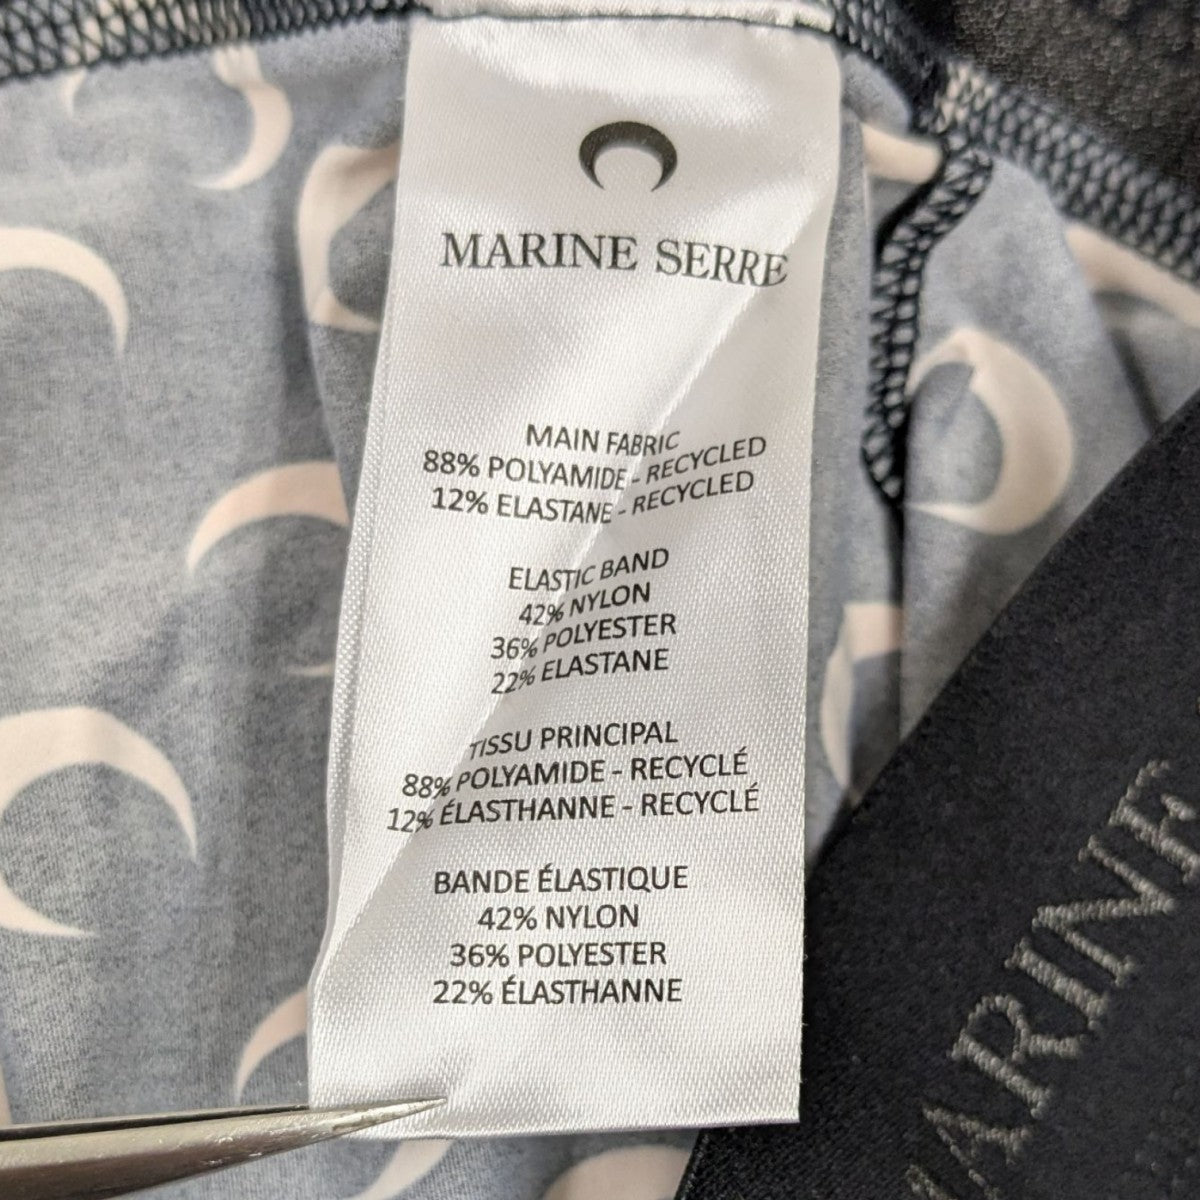 MARINE SERRE
MAIN FABRIC
88% POLYAMIDE - RECYCLED
12% ELASTANE - RECYCLED
ELASTIC BAND
42% NYLON
36% POLYESTER
22% ELASTANE
TISSU PRINCIPAL
88% POLYAMIDE - RECYCLÉ
12% ÉLASTHANNE - RECYCLÉ
BANDE ÉLASTIQUE
42% NYLON
36% POLYESTER
22% ÉLASTHANNE
MARINE